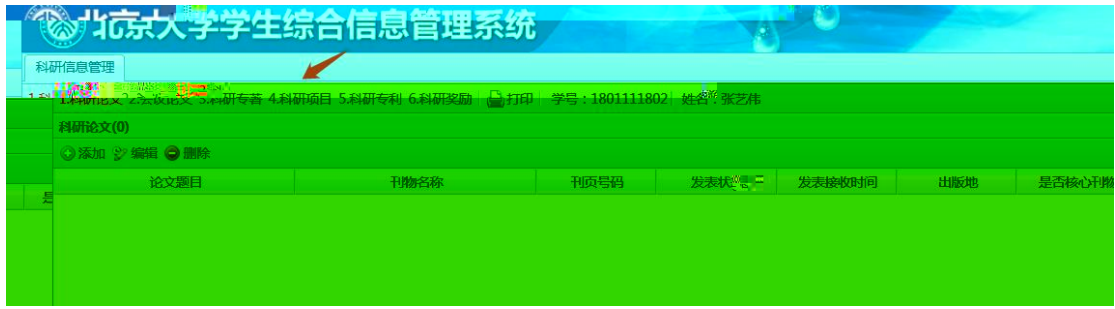 北京大学学生综合信息管理系统
科研信息管理
1.科研论文 2.会议论文 3.科研专著 4.科研项目 5.科研专利 6.科研奖励 打印 学号：1801111802 姓名：张艺伟
科研论文(0)
添加 编辑 删除
论文题目 刊物名称 刊页号码 发表状 发表接收时间 出版地 是否核心刊物
是